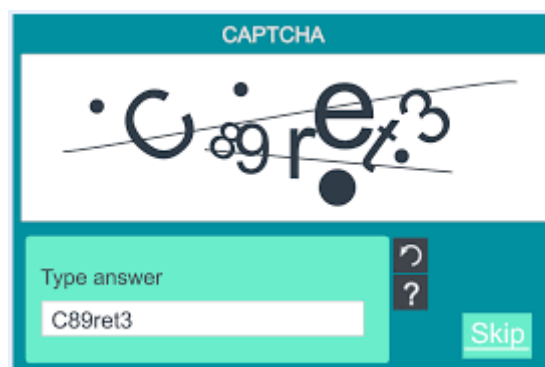 CAPTCHA
C89ret3
Type answer
?
C89ret3
Skip